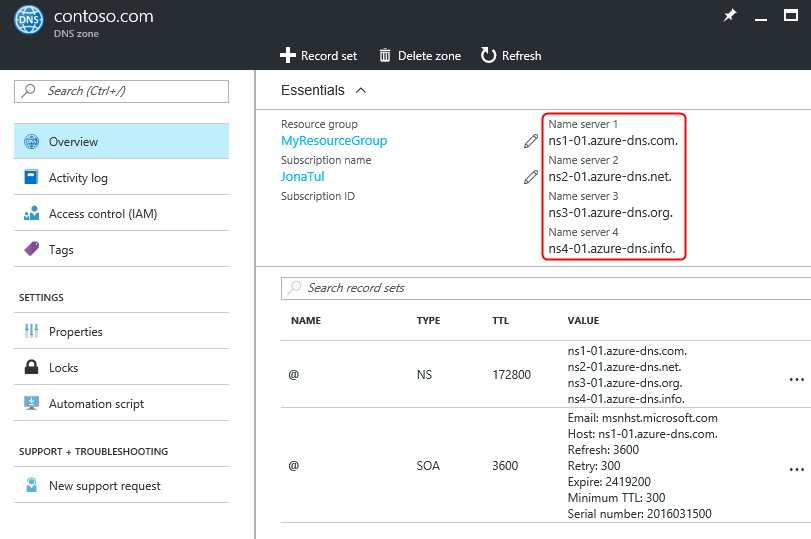 DNS
contoso.com
DNS zone
Record set
Delete zone
Refresh
Search (Ctrl+/)
Overview
Activity log
Access control (IAM)
Tags
SETTINGS
Properties
Locks
Automation script
SUPPORT + TROUBLESHOOTING
New support request
Essentials
Resource group
MyResourceGroup
Subscription name
JonaTul
Subscription ID
Name server 1
ns1-01.azure-dns.com.
Name server 2
ns2-01.azure-dns.net.
Name server 3
ns3-01.azure-dns.org.
Name server 4
ns4-01.azure-dns.info.
Search record sets
NAME TYPE TTL VALUE
@ NS 172800
ns1-01.azure-dns.com.
ns2-01.azure-dns.net.
ns3-01.azure-dns.org.
ns4-01.azure-dns.info.
@ SOA 3600
Email: msnhst.microsoft.com
Host: ns1-01.azure-dns.com.
Refresh: 3600
Retry: 300
Expire: 2419200
Minimum TTL: 300
Serial number: 2016031500